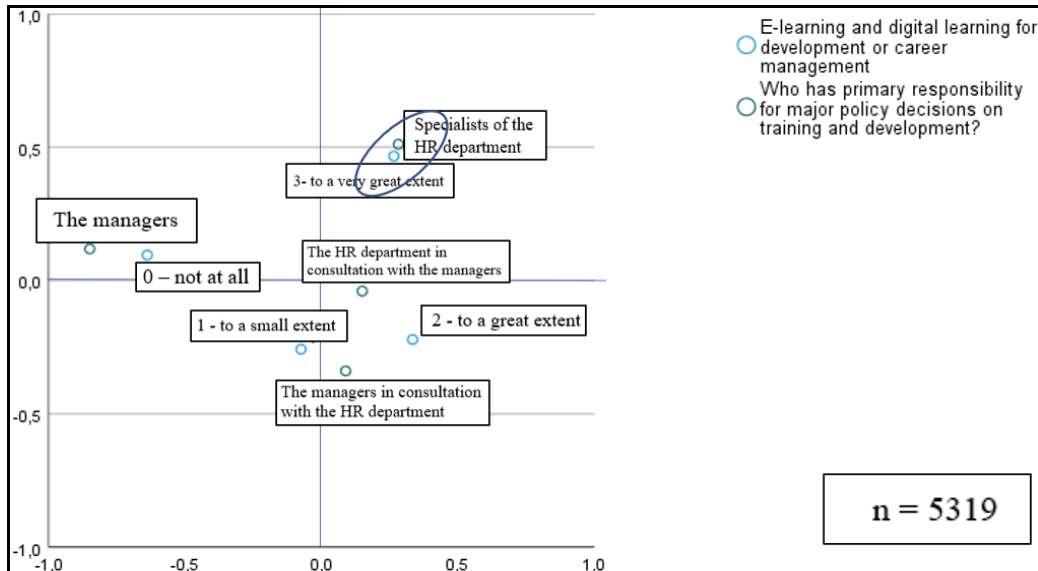 1,0
0,5
0,0
-0,5
-1,0
-1.0
-0,5
0,0
0,5
1,0
The managers
0 – not at all
1 - to a small extent
3- to a very great extent
Specialists of the
HR department
The HR department in
consultation with the managers
2 - to a great extent
The managers in consultation
with the HR department
E-learning and digital learning for
development or career
management
Who has primary responsibility
for major policy decisions on
training and development?
n = 5319